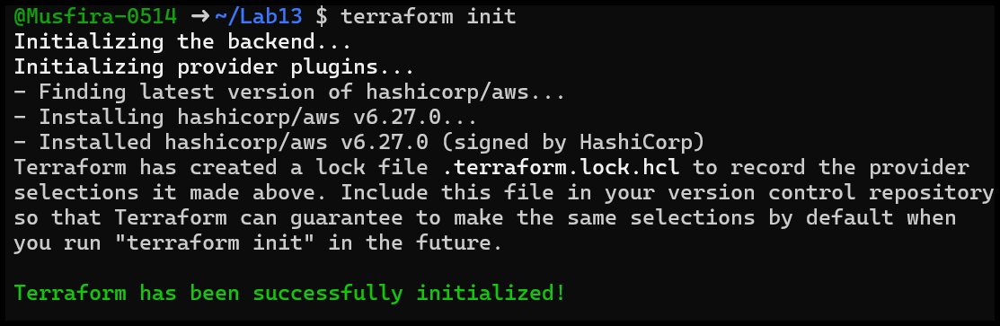 @Musfira-0514 ➜ ~/Lab13 $ terraform init
Initializing the backend...
Initializing provider plugins...
- Finding latest version of hashicorp/aws...
- Installing hashicorp/aws v6.27.0...
- Installed hashicorp/aws v6.27.0 (signed by HashiCorp)
Terraform has created a lock file .terraform.lock.hcl to record the provider
selections it made above. Include this file in your version control repository
so that Terraform can guarantee to make the same selections by default when
you run "terraform init" in the future.
Terraform has been successfully initialized!